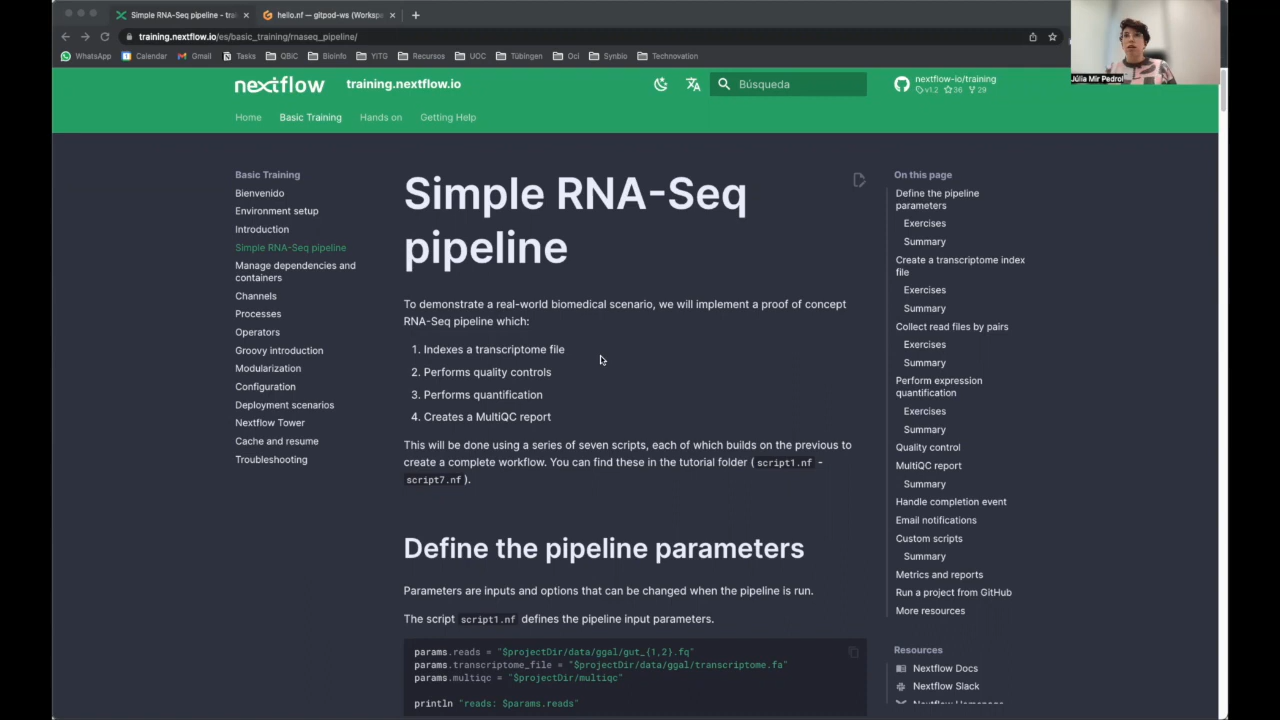 Simple RNA-Seq pipeline - trai
hello.nf — gitpod-ws (Workspa
training.nextflow.io/es/basic_training/rnaseq_pipeline/
WhatsApp
Calendar
Gmail
Tasks
QBIC
Bioinfo
YITG
Recursos
UOC
Tübingen
Oci
Synbio
Technovation
Júlia Mir Pedrol
nextflow
training.nextflow.io
Búsqueda
nextflow-io/training
v1.2 36 29
Home
Basic Training
Hands on
Getting Help
Basic Training
Bienvenido
Environment setup
Introduction
Simple RNA-Seq pipeline
Manage dependencies and
containers
Channels
Processes
Operators
Groovy introduction
Modularization
Configuration
Deployment scenarios
Nextflow Tower
Cache and resume
Troubleshooting
Simple RNA-Seq
pipeline
To demonstrate a real-world biomedical scenario, we will implement a proof of concept
RNA-Seq pipeline which:
1. Indexes a transcriptome file
2. Performs quality controls
3. Performs quantification
4. Creates a MultiQC report
This will be done using a series of seven scripts, each of which builds on the previous to
create a complete workflow. You can find these in the tutorial folder ( script1.nf -
script7.nf ).
Define the pipeline parameters
Parameters are inputs and options that can be changed when the pipeline is run.
The script script1.nf defines the pipeline input parameters.
params.reads = "$projectDir/data/ggal/gut_{1,2}.fq"
params.transcriptome_file = "$projectDir/data/ggal/transcriptome.fa"
params.multiqc = "$projectDir/multiqc"
println "reads: $params.reads"
On this page
Define the pipeline
parameters
Exercises
Summary
Create a transcriptome index
file
Exercises
Summary
Collect read files by pairs
Exercises
Summary
Perform expression
quantification
Exercises
Summary
Quality control
MultiQC report
Summary
Handle completion event
Email notifications
Custom scripts
Summary
Metrics and reports
Run a project from GitHub
More resources
Resources
Nextflow Docs
Nextflow Slack
Nextflow Homepage